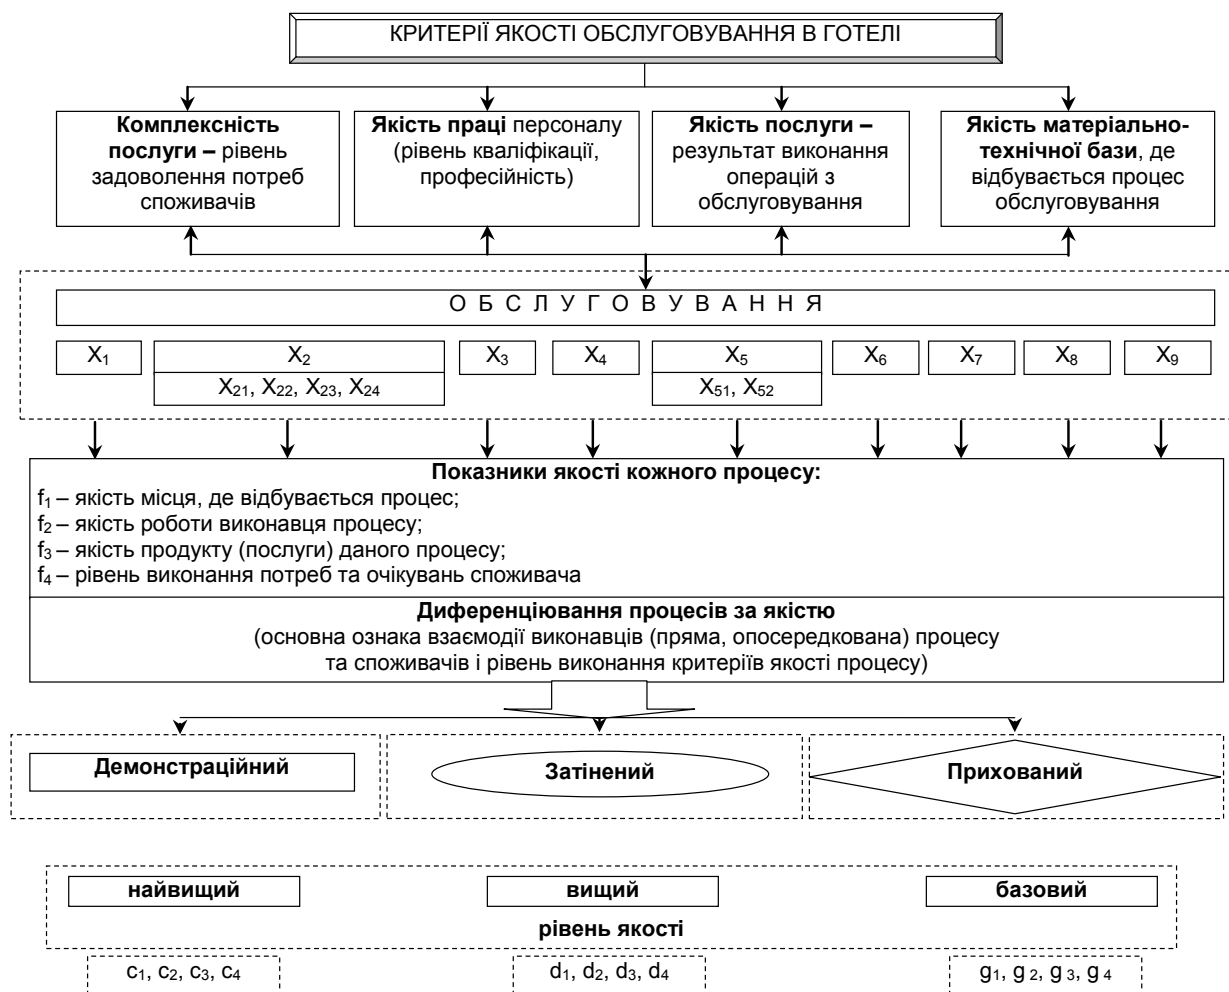 КРИТЕРІЇ ЯКОСТІ ОБСЛУГОВУВАННЯ В ГОТЕЛІ
Комплексність
послуги – рівень
задоволення потреб
споживачів
Якість праці персоналу
(рівень кваліфікації,
професійність)
Якість послуги –
результат виконання
операцій з
обслуговування
Якість матеріально-
технічної бази, де
відбувається процес
обслуговування
О Б С Л У Г О В У В А Н Н Я
X₁
X₂
X₃
X₄
X₅
X₆
X₇
X₈
X₉
X₂₁, X₂₂, X₂₃, X₂₄
X₅₁, X₅₂
Показники якості кожного процесу:
f₁ – якість місця, де відбувається процес;
f₂ – якість роботи виконавця процесу;
f₃ – якість продукту (послуги) даного процесу;
f₄ – рівень виконання потреб та очікувань споживача
Диференціювання процесів за якістю
(основна ознака взаємодії виконавців (пряма, опосередкована) процесу
та споживачів і рівень виконання критеріїв якості процесу)
Демонстраційний
Затінений
Прихований
найвищий
вищий
базовий
рівень якості
c₁, c₂, c₃, c₄
d₁, d₂, d₃, d₄
g₁, g ₂, g ₃, g ₄